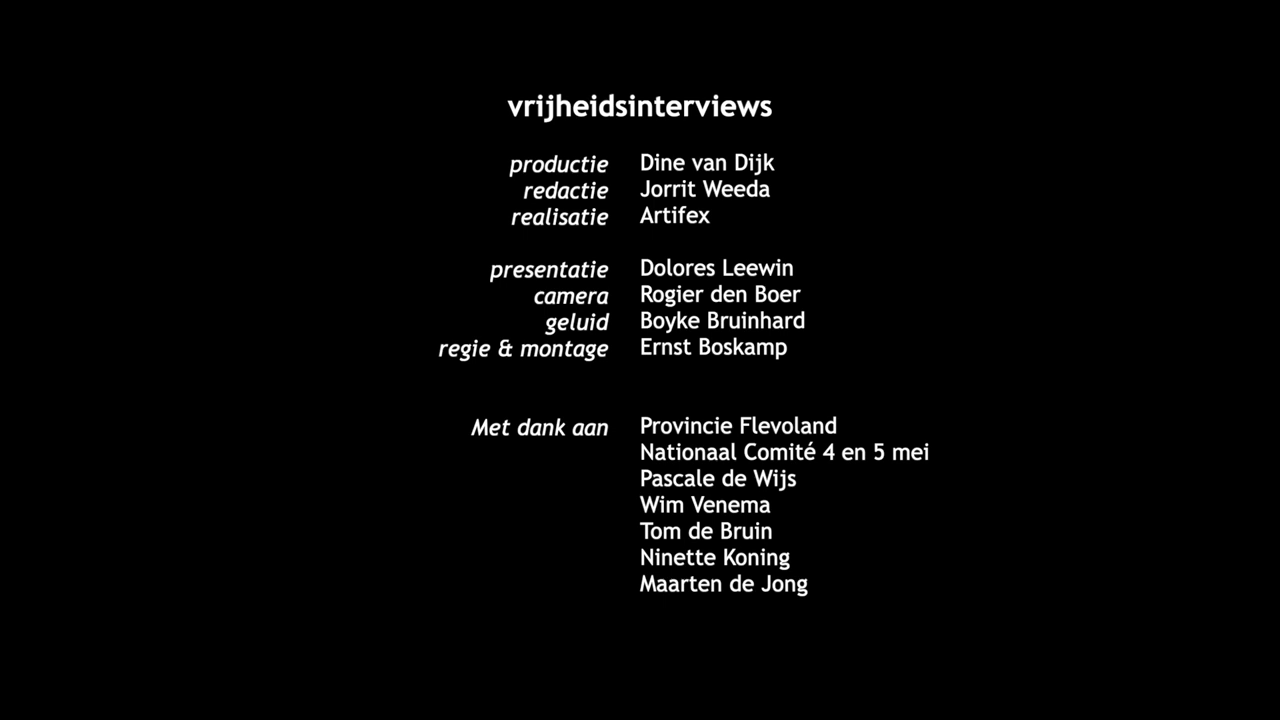 vrijheidsinterviews
productie Dine van Dijk
redactie Jorrit Weeda
realisatie Artifex
presentatie Dolores Leewin
camera Rogier den Boer
geluid Boyke Bruinhard
regie & montage Ernst Boskamp
Met dank aan Provincie Flevoland
Nationaal Comité 4 en 5 mei
Pascale de Wijs
Wim Venema
Tom de Bruin
Ninette Koning
Maarten de Jong